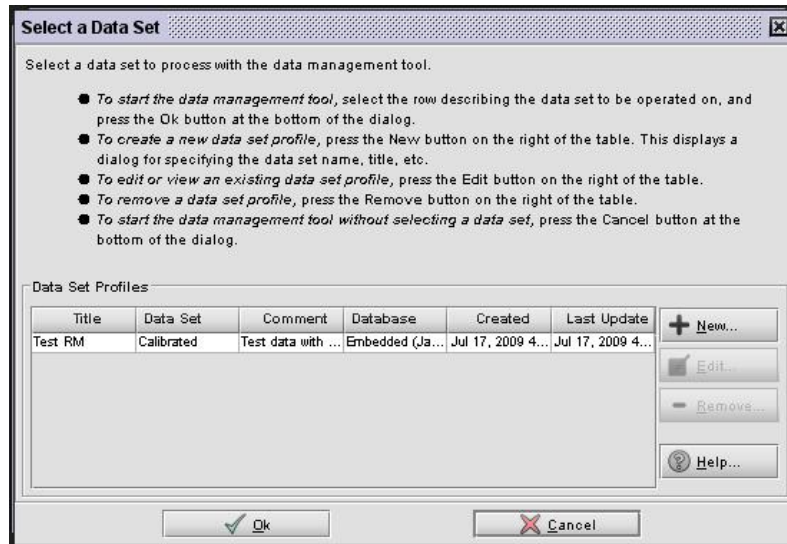 Select a Data Set
Select a data set to process with the data management tool.
To start the data management tool, select the row describing the data set to be operated on, and
press the Ok button at the bottom of the dialog.
To create a new data set profile, press the New button on the right of the table. This displays a
dialog for specifying the data set name, title, etc.
To edit or view an existing data set profile, press the Edit button on the right of the table.
To remove a data set profile, press the Remove button on the right of the table.
To start the data management tool without selecting a data set, press the Cancel button at the
bottom of the dialog.
Data Set Profiles
Title Data Set Comment Database Created Last Update
Test RM Calibrated Test data with ... Embedded (Ja... Jul 17, 2009 4... Jul 17, 2009 4...
New...
Edit...
Remove...
Help...
Ok Cancel